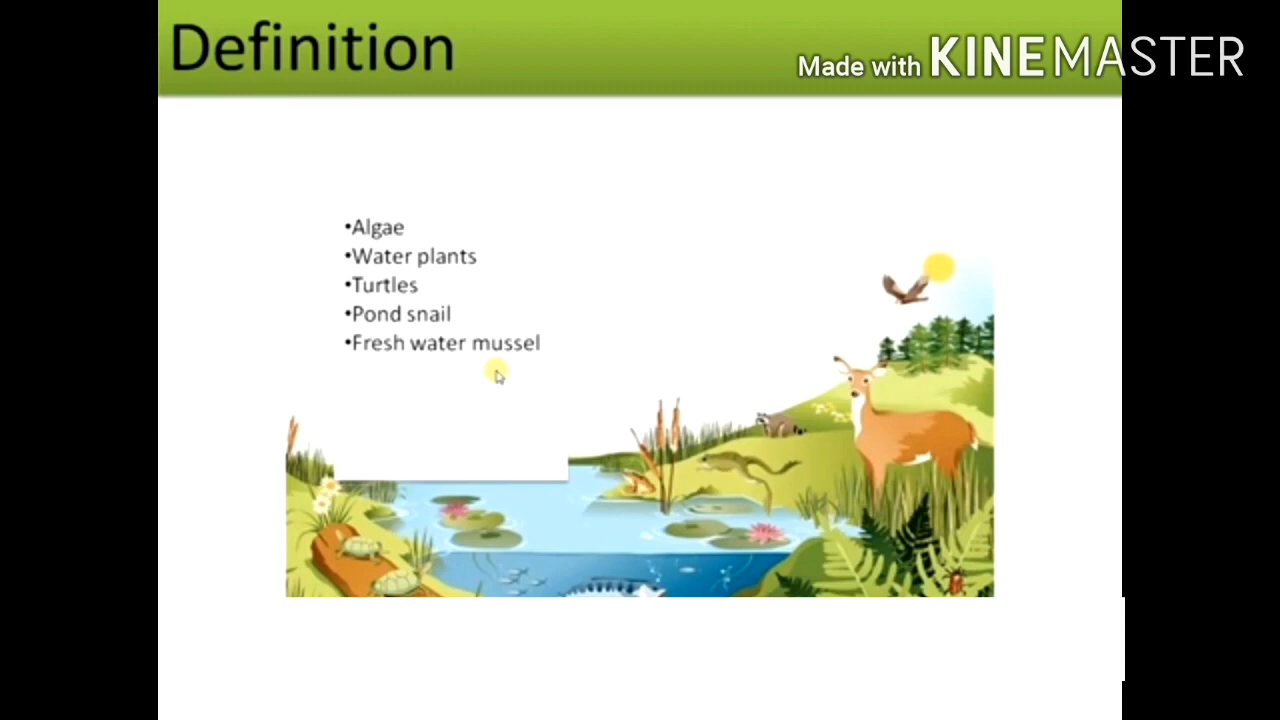 Definition
Made with KINEMASTER
•Algae
•Water plants
•Turtles
•Pond snail
•Fresh water mussel